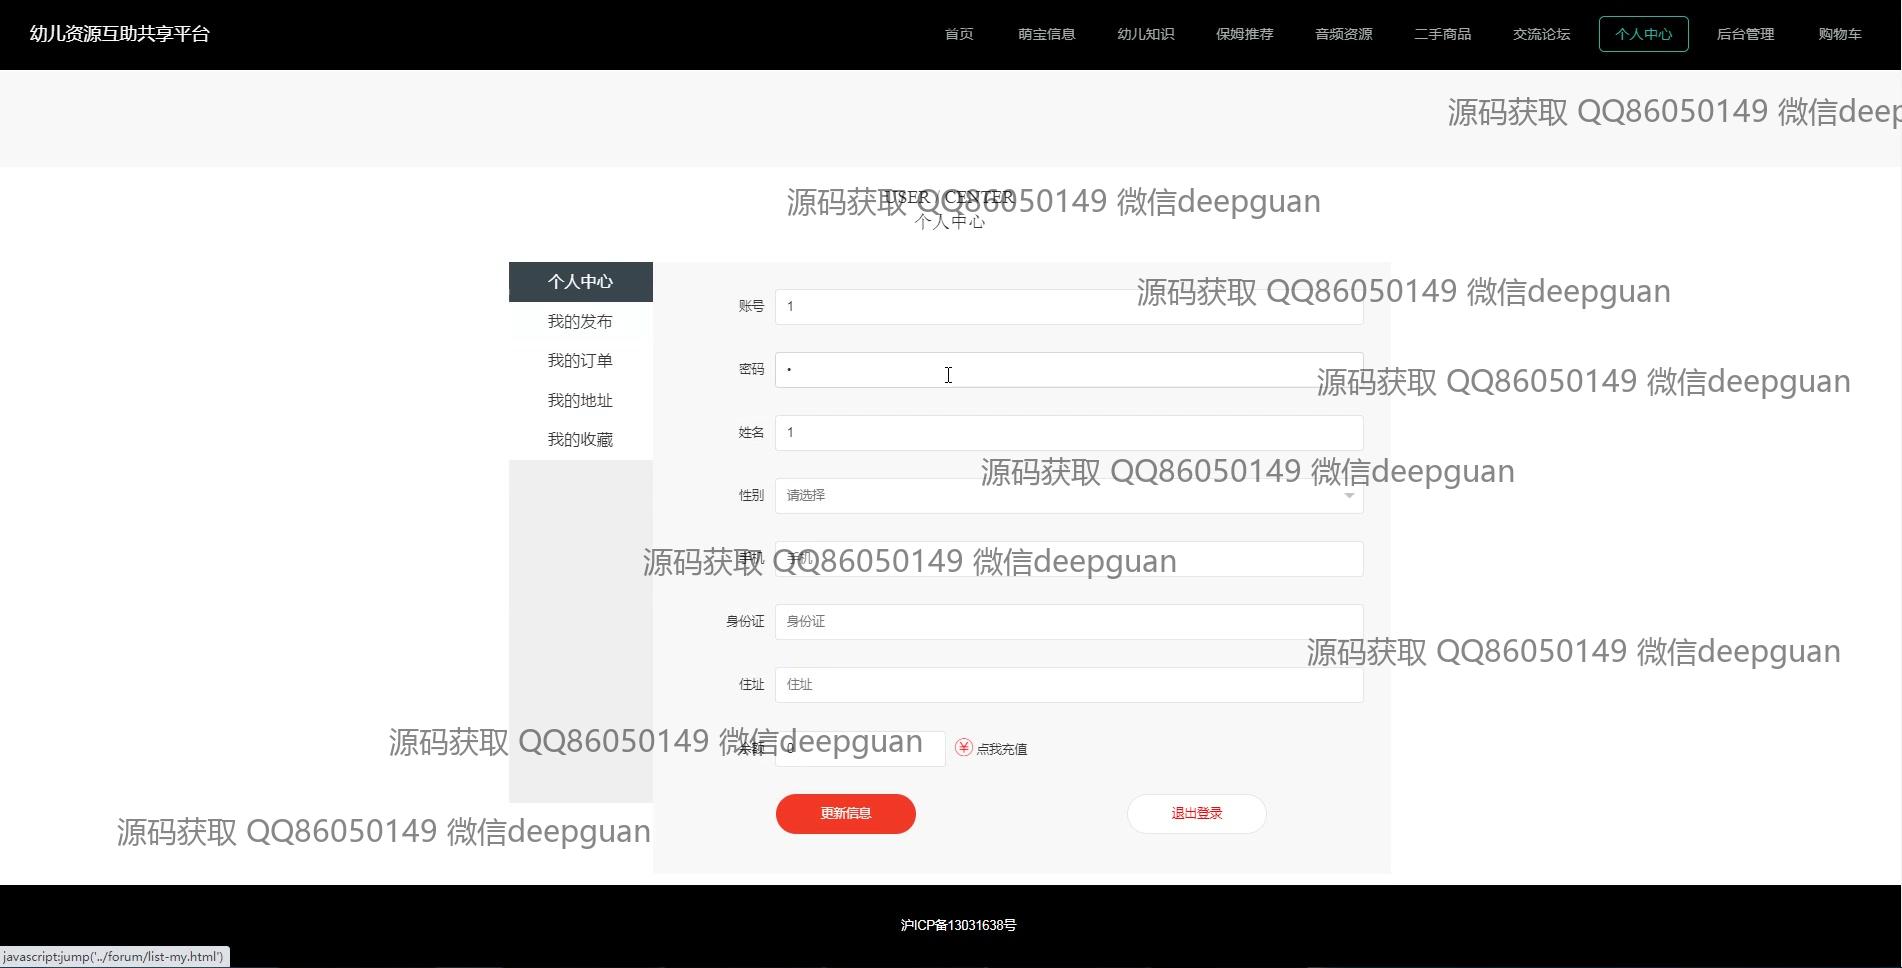 幼儿资源互助共享平台
首页 萌宝信息 幼儿知识 保姆推荐 音频资源 二手商品 交流论坛 个人中心 后台管理 购物车
源码获取 QQ86050149 微信deep
USER / CENTER
源码获取 QQ86050149 微信deepguan
个人中心
个人中心
我的发布
我的订单
我的地址
我的收藏
账号 1
源码获取 QQ86050149 微信deepguan
密码 •
源码获取 QQ86050149 微信deepguan
姓名 1
源码获取 QQ86050149 微信deepguan
性别 请选择
手机 手机
源码获取 QQ86050149 微信deepguan
身份证 身份证
源码获取 QQ86050149 微信deepguan
住址 住址
源码获取 QQ86050149 微信deepguan
余额 0 点我充值
更新信息 退出登录
源码获取 QQ86050149 微信deepguan
沪ICP备13031638号
javascript:jump('../forum/list-my.html')